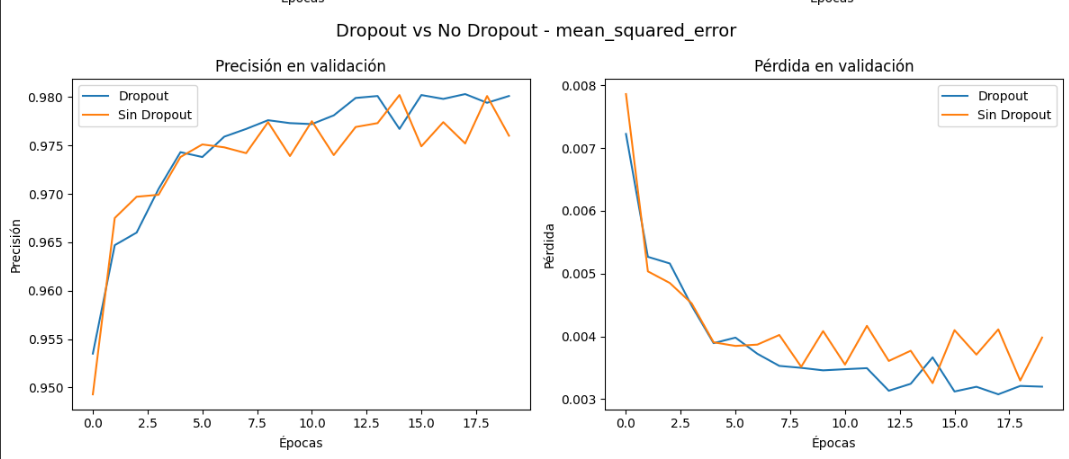 Épocas
Épocas
Dropout vs No Dropout - mean_squared_error
Precisión en validación
Dropout
Sin Dropout
0.980
0.975
0.970
0.965
0.960
0.955
0.950
Precisión
0.0 2.5 5.0 7.5 10.0 12.5 15.0 17.5
Épocas
Pérdida en validación
Dropout
Sin Dropout
0.008
0.007
0.006
0.005
0.004
0.003
Pérdida
0.0 2.5 5.0 7.5 10.0 12.5 15.0 17.5
Épocas